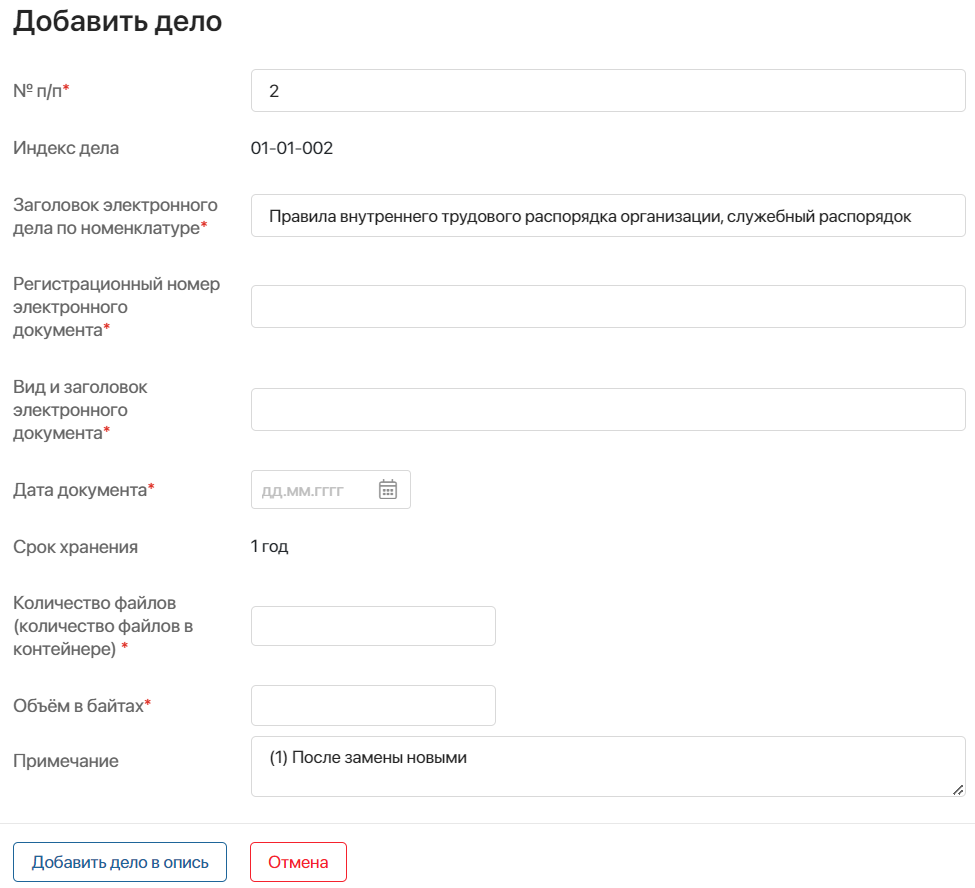 Добавить дело
№ п/п*
2
Индекс дела
01-01-002
Заголовок электронного
дела по номенклатуре*
Правила внутреннего трудового распорядка организации, служебный распорядок
Регистрационный номер
электронного
документа*
Вид и заголовок
электронного
документа*
Дата документа*
дд.мм.гггг
Срок хранения
1 год
Количество файлов
(количество файлов в
контейнере) *
Объём в байтах*
Примечание
(1) После замены новыми
Добавить дело в опись
Отмена